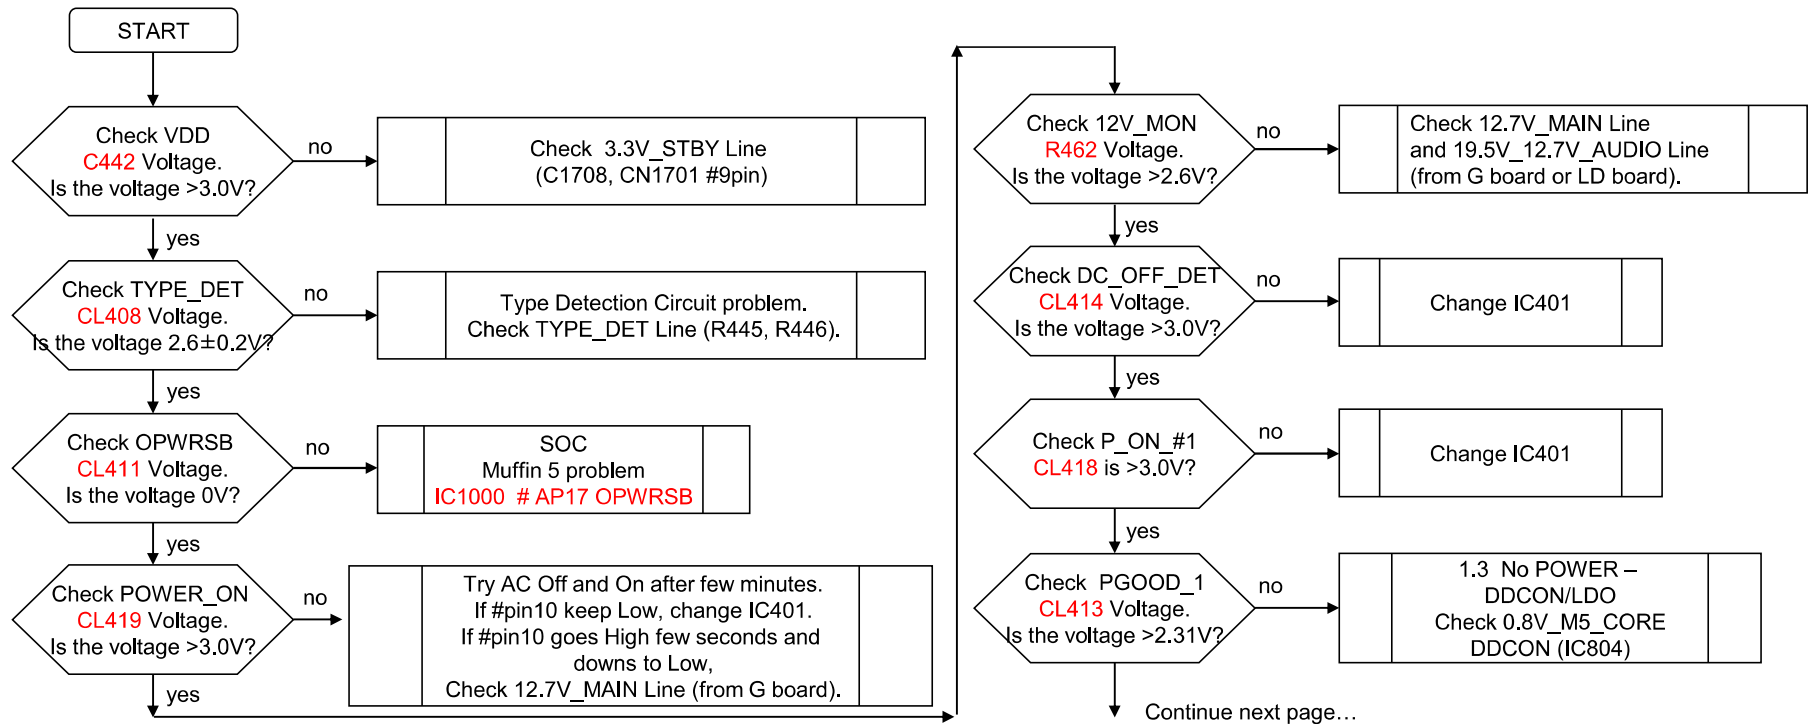 START
Check VDD
C442 Voltage.
Is the voltage >3.0V?
no
Check  3.3V_STBY Line
(C1708, CN1701 #9pin)
yes
Check TYPE_DET
CL408 Voltage.
Is the voltage 2.6±0.2V?
no
Type Detection Circuit problem.
Check TYPE_DET Line (R445, R446).
yes
Check OPWRSB
CL411 Voltage.
Is the voltage 0V?
no
SOC
Muffin 5 problem
IC1000  # AP17 OPWRSB
yes
Check POWER_ON
CL419 Voltage.
Is the voltage >3.0V?
no
Try AC Off and On after few minutes.
If #pin10 keep Low, change IC401.
If #pin10 goes High few seconds and
downs to Low,
Check 12.7V_MAIN Line (from G board).
yes
Check 12V_MON
R462 Voltage.
Is the voltage >2.6V?
no
Check 12.7V_MAIN Line
and 19.5V_12.7V_AUDIO Line
(from G board or LD board).
yes
Check DC_OFF_DET
CL414 Voltage.
Is the voltage >3.0V?
no
Change IC401
yes
Check P_ON_#1
CL418 is >3.0V?
no
Change IC401
yes
Check  PGOOD_1
CL413 Voltage.
Is the voltage >2.31V?
no
1.3  No POWER –
DDCON/LDO
Check 0.8V_M5_CORE
DDCON (IC804)
Continue next page…